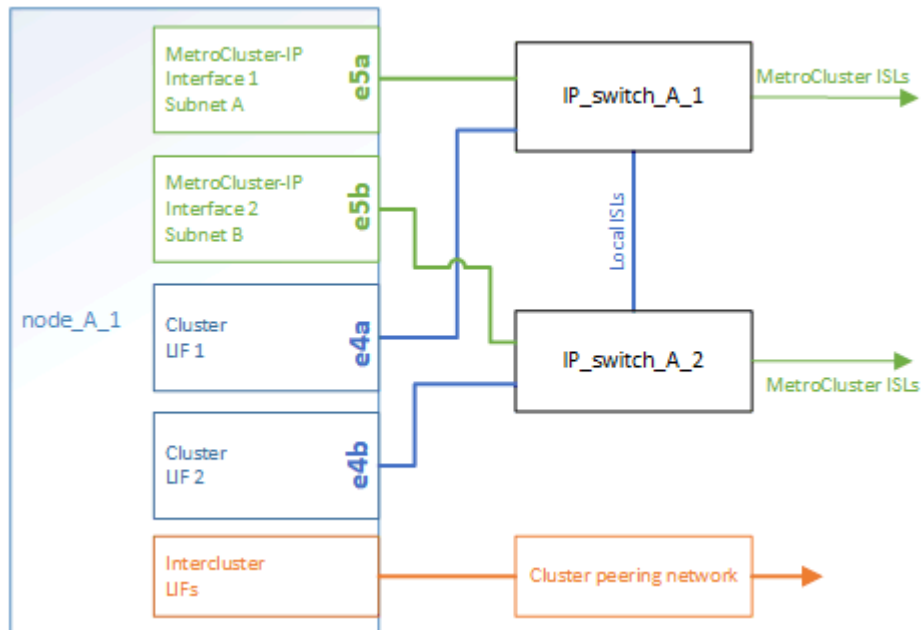 MetroCluster-IP
Interface 1
Subnet A
e5a
IP_switch_A_1
MetroCluster ISLs
MetroCluster-IP
Interface 2
Subnet B
e5b
Local ISLs
node_A_1
Cluster
LIF 1
e4a
IP_switch_A_2
MetroCluster ISLs
Cluster
LIF 2
e4b
Intercluster
LIFs
Cluster peering network